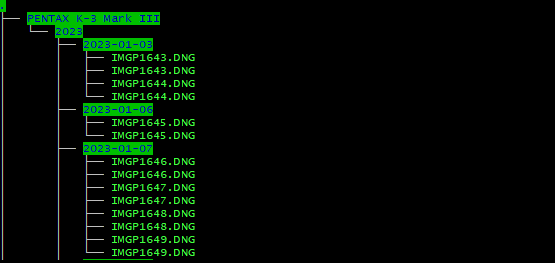 .
├── PENTAX K-3 Mark III
│   └── 2023
│       ├── 2023-01-03
│       │   ├── IMGP1643.DNG
│       │   ├── IMGP1643.DNG
│       │   ├── IMGP1644.DNG
│       │   └── IMGP1644.DNG
│       ├── 2023-01-06
│       │   ├── IMGP1645.DNG
│       │   └── IMGP1645.DNG
│       ├── 2023-01-07
│       │   ├── IMGP1646.DNG
│       │   ├── IMGP1646.DNG
│       │   ├── IMGP1647.DNG
│       │   ├── IMGP1647.DNG
│       │   ├── IMGP1648.DNG
│       │   ├── IMGP1648.DNG
│       │   ├── IMGP1649.DNG
│       │   └── IMGP1649.DNG